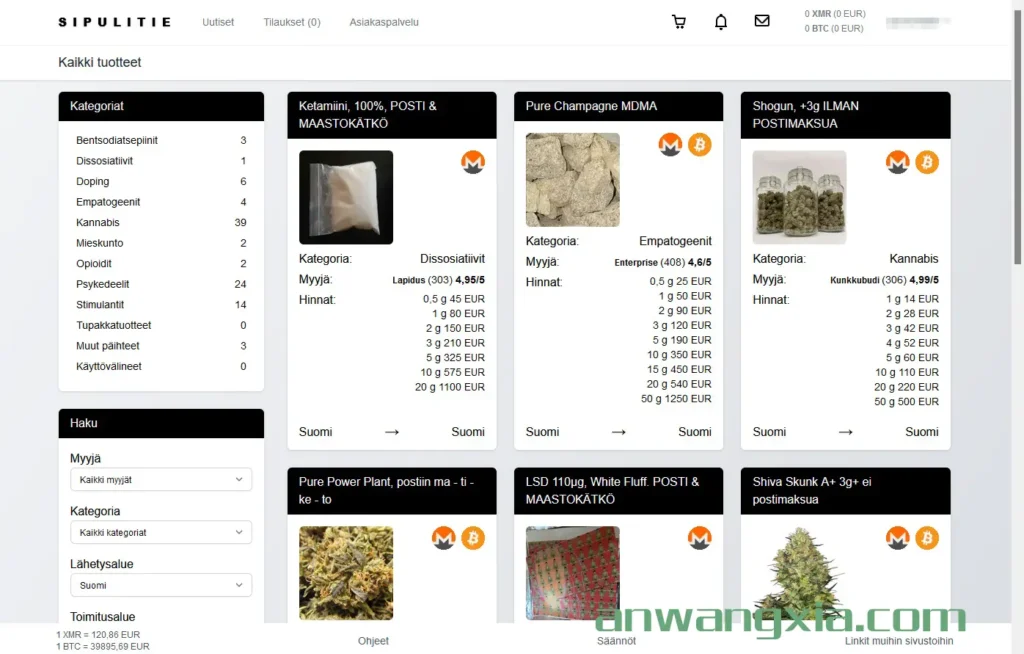 SIPULITIE
Uutiset
Tilaukset (0)
Asiakaspalvelu
0 XMR (0 EUR)
0 BTC (0 EUR)
Kaikki tuotteet
Kategoriat
Bentsodiatsepiinit 3
Dissosiatiivit 1
Doping 6
Empatogeenit 4
Kannabis 39
Mieskunto 2
Opioidit 2
Psykedeelit 24
Stimulantit 14
Tupakkatuotteet 0
Muut päihteet 3
Käyttövälineet 0
Haku
Myyjä
Kaikki myyjät
Kategoria
Kaikki kategoriat
Lähetysalue
Suomi
Toimitusalue
Ketamiini, 100%, POSTI &
MAASTOKÄTKÖ
Kategoria: Dissosiatiivit
Myyjä: Lapidus (303) 4,95/5
Hinnat: 0,5 g 45 EUR
1 g 80 EUR
2 g 150 EUR
3 g 210 EUR
5 g 325 EUR
10 g 575 EUR
20 g 1100 EUR
Suomi → Suomi
Pure Champagne MDMA
Kategoria: Empatogeenit
Myyjä: Enterprise (408) 4,6/5
Hinnat: 0,5 g 25 EUR
1 g 50 EUR
2 g 90 EUR
3 g 120 EUR
5 g 190 EUR
10 g 350 EUR
15 g 450 EUR
20 g 540 EUR
50 g 1250 EUR
Suomi → Suomi
Shogun, +3g ILMAN
POSTIMAKSUA
Kategoria: Kannabis
Myyjä: Kunkkubudi (306) 4,99/5
Hinnat: 1 g 14 EUR
2 g 28 EUR
3 g 42 EUR
4 g 52 EUR
5 g 60 EUR
10 g 110 EUR
20 g 220 EUR
50 g 500 EUR
Suomi → Suomi
Pure Power Plant, postiin ma - ti -
ke - to
LSD 110µg, White Fluff. POSTI &
MAASTOKÄTKÖ
Shiva Skunk A+ 3g+ ei
postimaksua
anwangxia.com
1 XMR = 120,86 EUR
1 BTC = 39895,69 EUR
Ohjeet
Säännöt
Linkit muihin sivustoihin